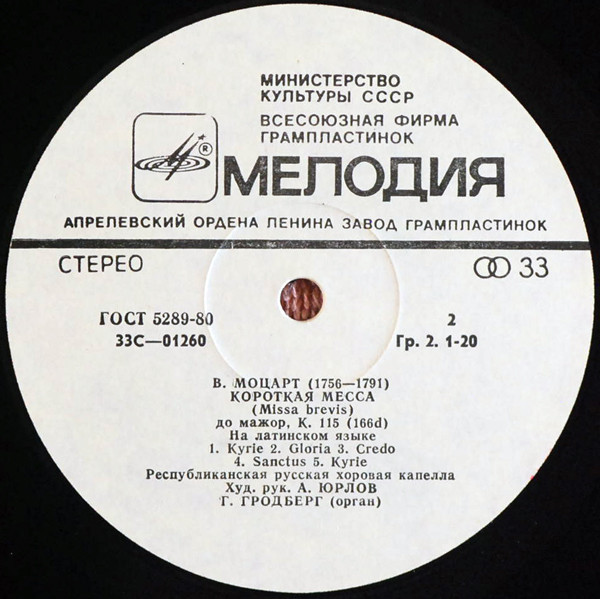 МИНИСТЕРСТВО
КУЛЬТУРЫ СССР
ВСЕСОЮЗНАЯ ФИРМА
ГРАМПЛАСТИНОК
®
МЕЛОДИЯ
АПРЕЛЕВСКИЙ ОРДЕНА ЛЕНИНА ЗАВОД ГРАМПЛАСТИНОК
СТЕРЕО 33
ГОСТ 5289-80 2
33С—01260 Гр. 2. 1-20
В. МОЦАРТ (1756—1791)
КОРОТКАЯ МЕССА
(Missa brevis)
до мажор, К. 115 (166d)
На латинском языке
1. Kyrie 2. Gloria 3. Credo
4. Sanctus 5. Kyrie
Республиканская русская хоровая капелла
Худ. рук. А. ЮРЛОВ
Г. ГРОДБЕРГ (орган)